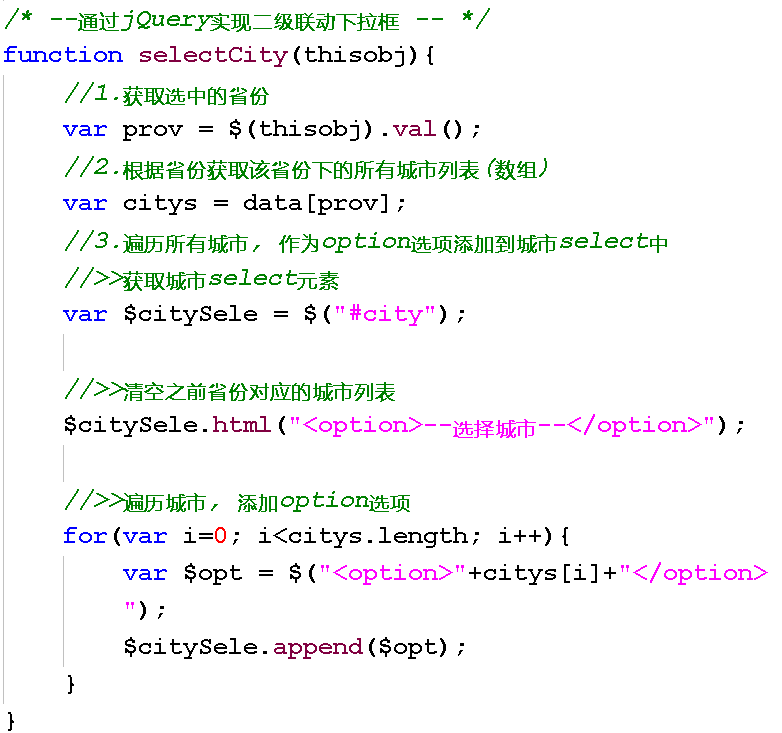 /* --通过jQuery实现二级联动下拉框 -- */
function selectCity(thisobj){
//1.获取选中的省份
var prov = $(thisobj).val();
//2.根据省份获取该省份下的所有城市列表(数组)
var citys = data[prov];
//3.遍历所有城市, 作为option选项添加到城市select中
//>>获取城市select元素
var $citySele = $("#city");
//>>清空之前省份对应的城市列表
$citySele.html("<option>--选择城市--</option>");
//>>遍历城市, 添加option选项
for(var i=0; i<citys.length; i++){
var $opt = $("<option>"+citys[i]+"</option>
");
$citySele.append($opt);
}
}